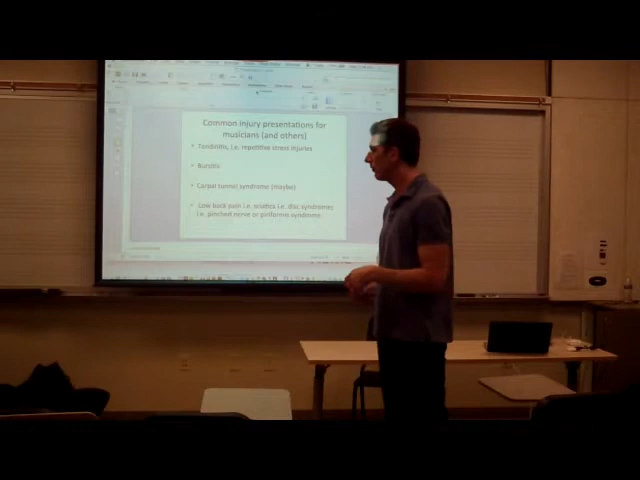 Common injury presentations for
musicians (and others)
• Tendinitis, i.e. repetitive stress injuries
• Bursitis
• Carpal tunnel syndrome (maybe)
• Low back pain i.e. sciatica i.e. disc syndromes
i.e. pinched nerve or piriformis syndrome